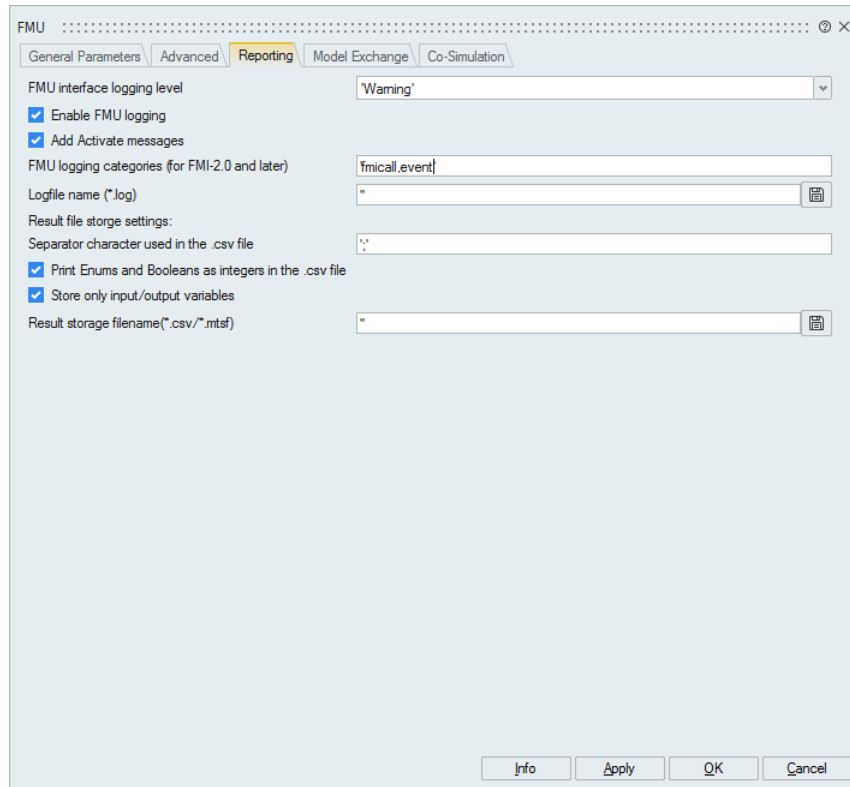 FMU
General Parameters Advanced Reporting Model Exchange Co-Simulation
FMU interface logging level 'Warning'
Enable FMU logging
Add Activate messages
FMU logging categories (for FMI-2.0 and later) 'fmicall,event'
Logfile name (*.log) ''
Result file storge settings:
Separator character used in the .csv file ';'
Print Enums and Booleans as integers in the .csv file
Store only input/output variables
Result storage filename(*.csv/*.mtsf) ''
Info Apply OK Cancel